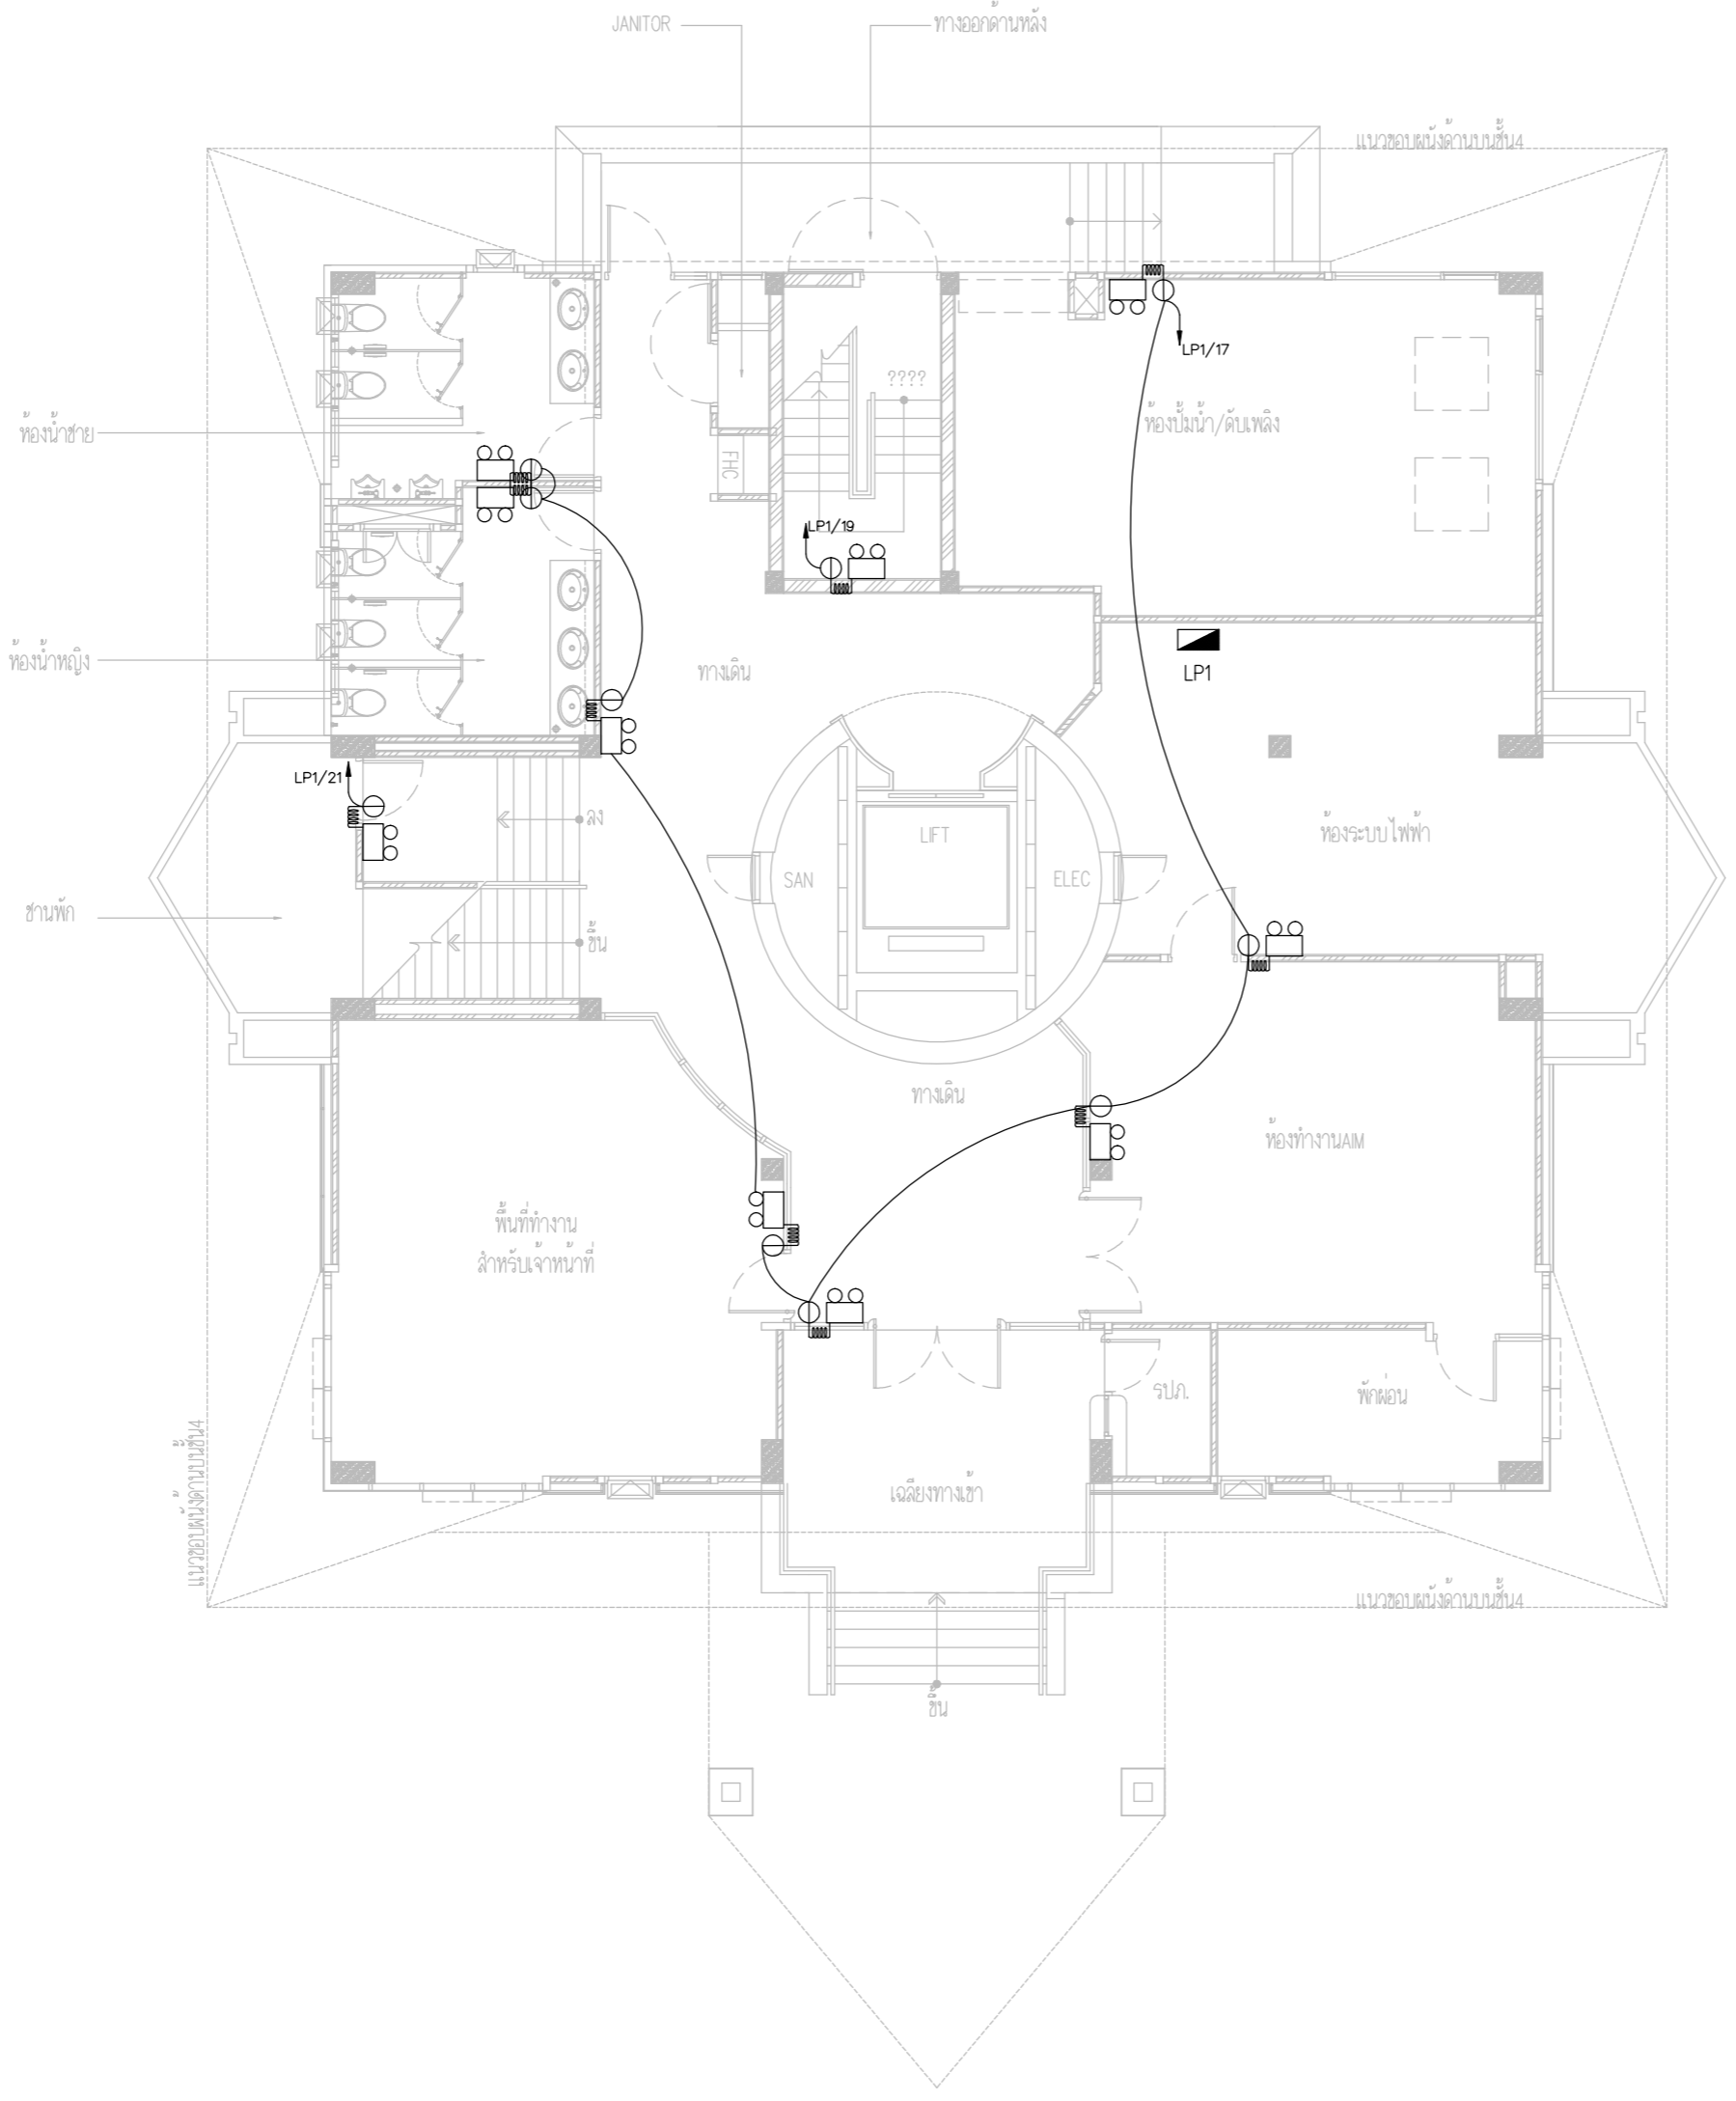 JANITOR
ทางออกด้านหลัง
แนวขอบผนังด้านบนชั้น4
LP1/17
????
ห้องปั๊มน้ำ/ดับเพลิง
ห้องน้ำชาย
FHC
LP1/19
LP1
ห้องน้ำหญิง
ทางเดิน
LP1/21
ลง
LIFT
ห้องระบบไฟฟ้า
SAN
ELEC
ชานพัก
ขึ้น
ทางเดิน
ห้องทำงานAIM
พื้นที่ทำงาน
สำหรับเจ้าหน้าที่
รปภ.
พักผ่อน
แนวขอบผนังด้านบนชั้น4
เฉลียงทางเข้า
แนวขอบผนังด้านบนชั้น4
ขึ้น